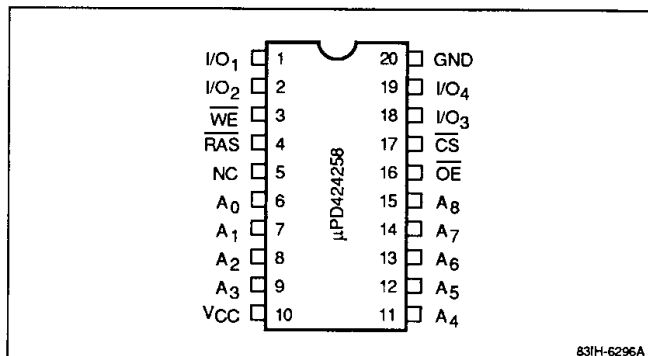 I/O1 1 20 GND
I/O2 2 19 I/O4
WE 3 18 I/O3
RAS 4 17 CS
NC 5 16 OE
A0 6 15 A8
A1 7 14 A7
A2 8 13 A6
A3 9 12 A5
VCC 10 11 A4
μPD424258
83IH-6296A